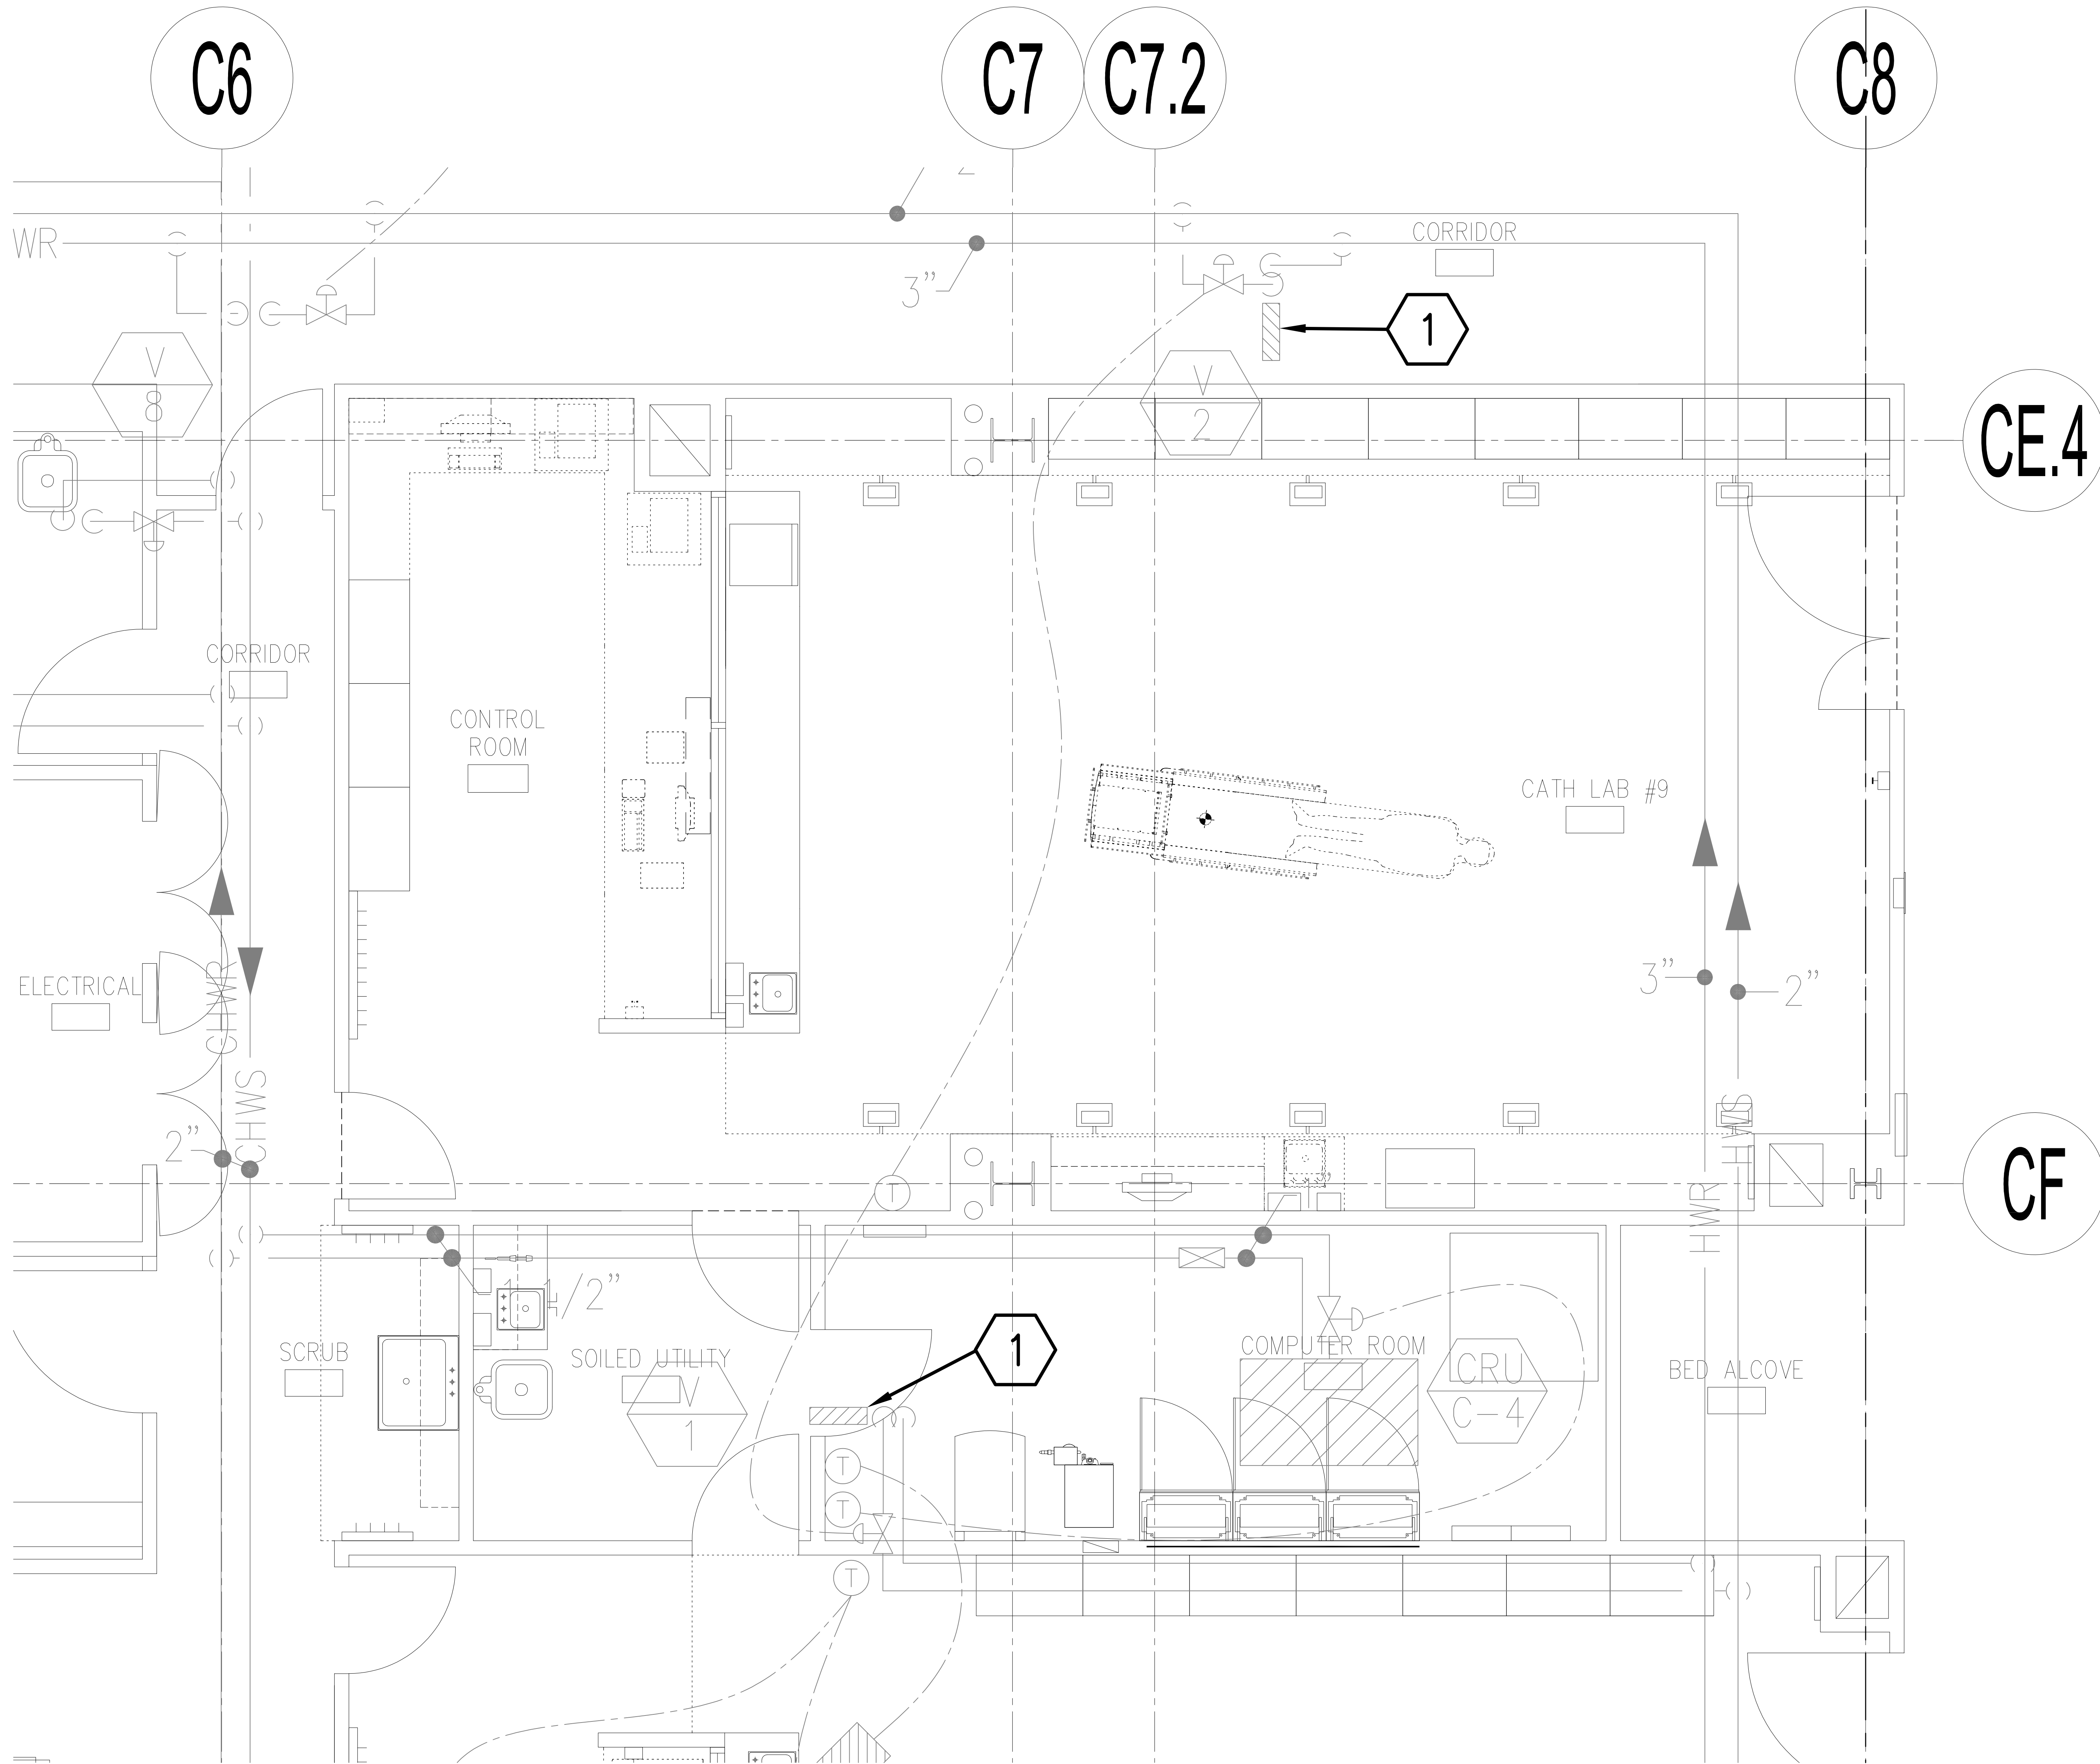 C6
C7
C7.2
C8
WR
3"
CORRIDOR
1
V
8
V
2
CE.4
CORRIDOR
CONTROL
ROOM
CATH LAB #9
ELECTRICAL
CHWR
3"
2"
CHWS
2"
HWS
HWR
T
CF
1 1/2"
SCRUB
SOILED UTILITY
V
1
1
COMPUTER ROOM
CRU
C-4
BED ALCOVE
T
T
T